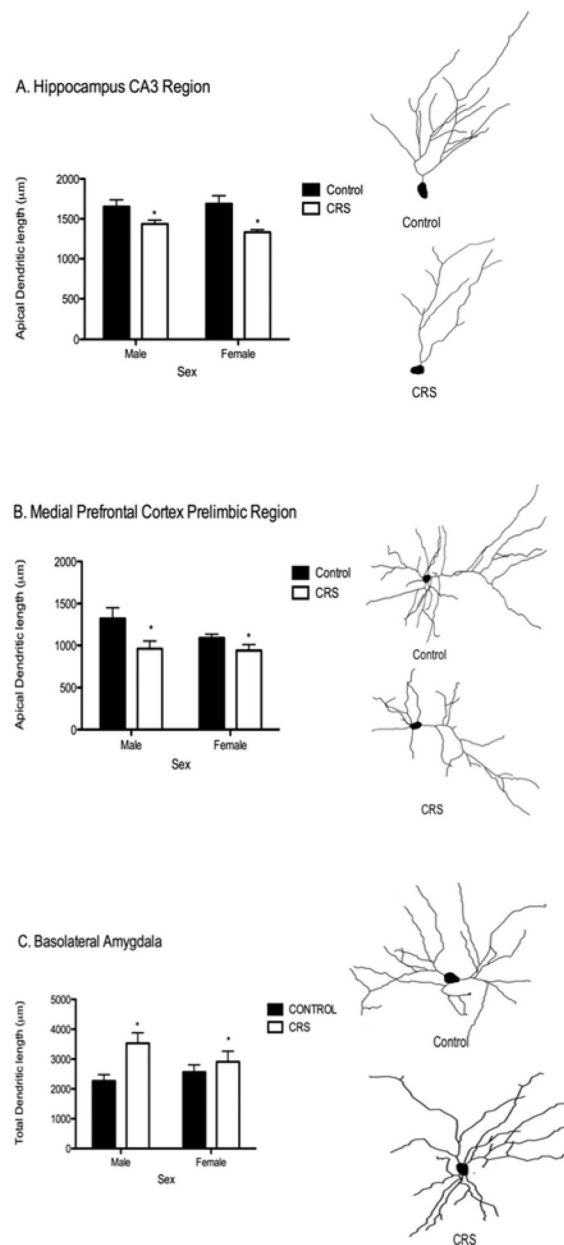 A. Hippocampus CA3 Region
Apical Dendritic length (μm)
2000
1500
1000
500
0
*
*
Male
Female
Sex
Control
CRS
Control
CRS
B. Medial Prefrontal Cortex Prelimbic Region
Apical Dendritic length (μm)
2000
1500
1000
500
0
*
*
Male
Female
Sex
Control
CRS
Control
CRS
C. Basolateral Amygdala
Total Dendritic length (μm)
5000
4000
3000
2000
1000
0
*
*
Male
Female
Sex
CONTROL
CRS
Control
CRS